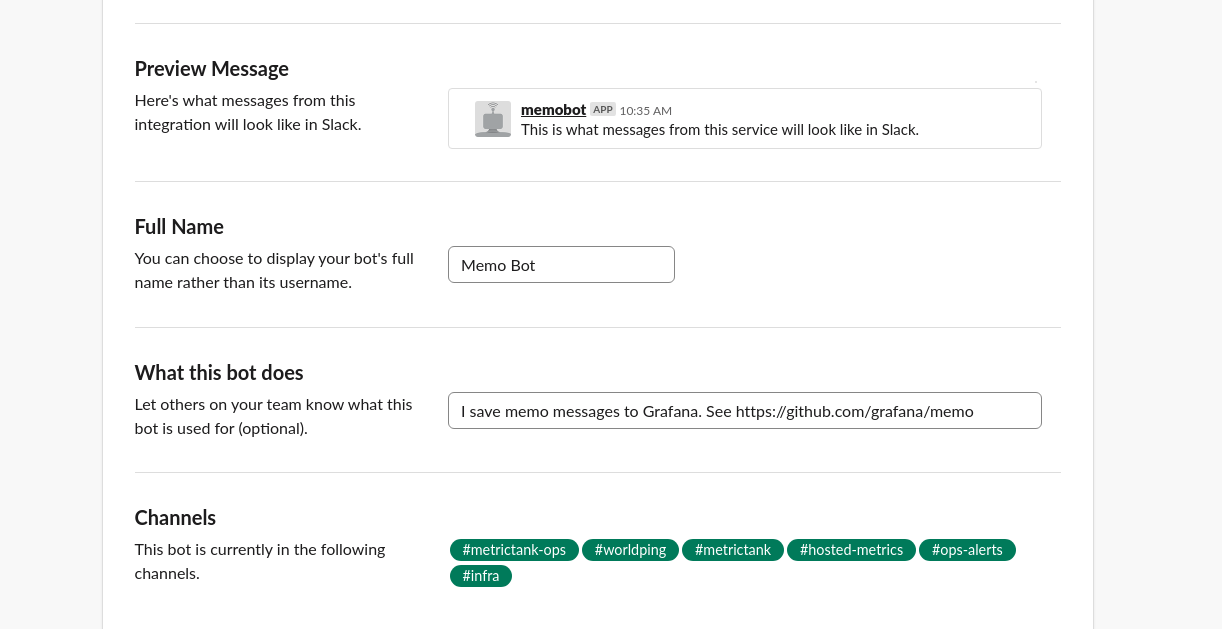 Preview Message
Here's what messages from this
integration will look like in Slack.
memobot APP 10:35 AM
This is what messages from this service will look like in Slack.
Full Name
You can choose to display your bot's full
name rather than its username.
Memo Bot
What this bot does
Let others on your team know what this
bot is used for (optional).
I save memo messages to Grafana. See https://github.com/grafana/memo
Channels
This bot is currently in the following
channels.
#metrictank-ops #worldping #metrictank #hosted-metrics #ops-alerts
#infra